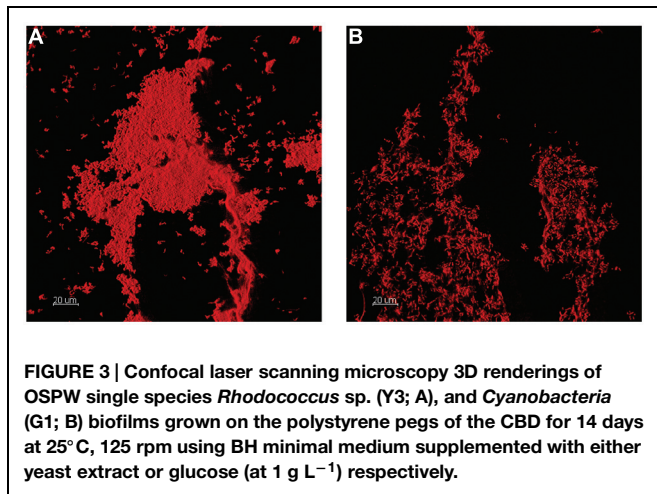 A
B
20 um
20 um
FIGURE 3 | Confocal laser scanning microscopy 3D renderings of
OSPW single species Rhodococcus sp. (Y3; A), and Cyanobacteria
(G1; B) biofilms grown on the polystyrene pegs of the CBD for 14 days
at 25°C, 125 rpm using BH minimal medium supplemented with either
yeast extract or glucose (at 1 g L−1) respectively.